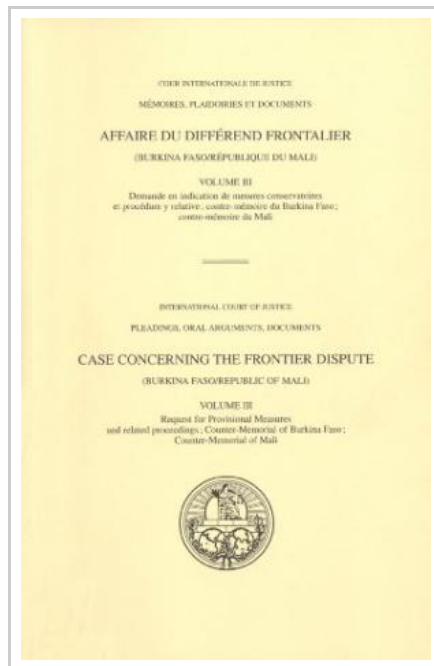 COUR INTERNATIONALE DE JUSTICE
MÉMOIRES, PLAIDOIRIES ET DOCUMENTS
AFFAIRE DU DIFFÉREND FRONTALIER
(BURKINA FASO/RÉPUBLIQUE DU MALI)
VOLUME III
Demande en indication de mesures conservatoires
et procédure y relative ; contre-mémoire du Burkina Faso ;
contre-mémoire du Mali
INTERNATIONAL COURT OF JUSTICE
PLEADINGS, ORAL ARGUMENTS, DOCUMENTS
CASE CONCERNING THE FRONTIER DISPUTE
(BURKINA FASO/REPUBLIC OF MALI)
VOLUME III
Request for Provisional Measures
and related proceedings ; Counter-Memorial of Burkina Faso ;
Counter-Memorial of Mali